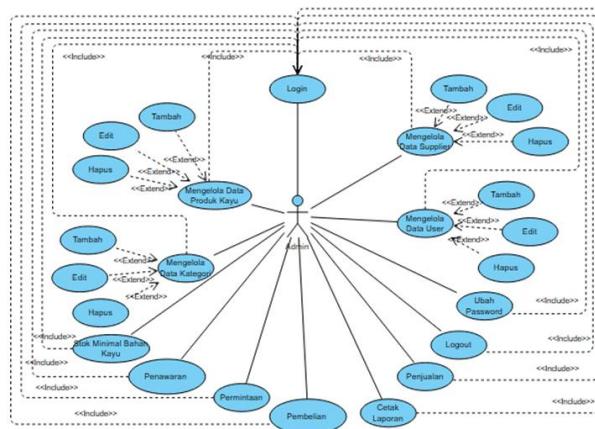 <<Include>>
<<Include>>
<<Include>>
<<Include>>
Login
Tambah
Edit
Hapus
<<Extend>>
<<Extend>>
<<Extend>>
Mengelola Data
Produk Kayu
Tambah
Edit
Hapus
<<Extend>>
<<Extend>>
<<Extend>>
Mengelola
Data Supplier
Tambah
Edit
Hapus
<<Extend>>
<<Extend>>
<<Extend>>
Mengelola
Data User
Admin
Tambah
Edit
Hapus
<<Extend>>
<<Extend>>
<<Extend>>
Mengelola
Data Kategori
Ubah
Password
<<Include>>
<<Include>>
Stok Minimal Bahan
Kayu
Logout
<<Include>>
<<Include>>
Penawaran
Penjualan
<<Include>>
<<Include>>
Permintaan
<<Include>>
Pembelian
Cetak
Laporan
<<Include>>